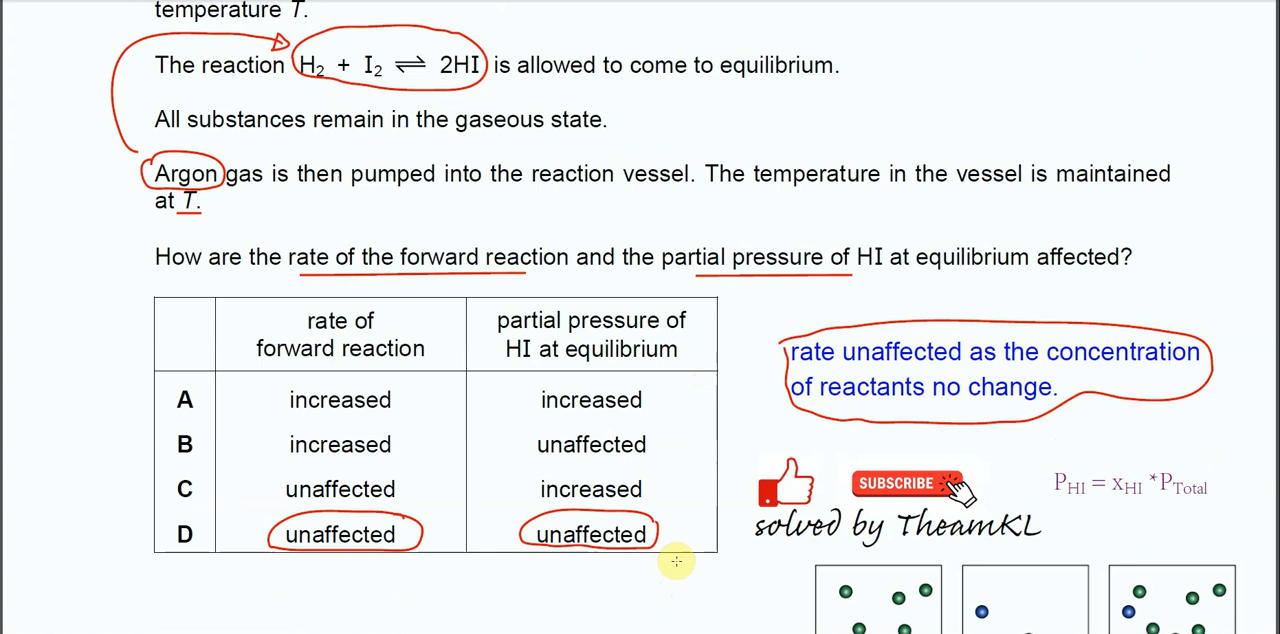 temperature T.
The reaction H₂ + I₂ ⇌ 2HI is allowed to come to equilibrium.
All substances remain in the gaseous state.
Argon gas is then pumped into the reaction vessel. The temperature in the vessel is maintained
at T.
How are the rate of the forward reaction and the partial pressure of HI at equilibrium affected?
rate of partial pressure of
forward reaction HI at equilibrium
A increased increased
B increased unaffected
C unaffected increased
D unaffected unaffected
rate unaffected as the concentration
of reactants no change.
SUBSCRIBE
P_HI = x_HI *P_Total
solved by TheamKL